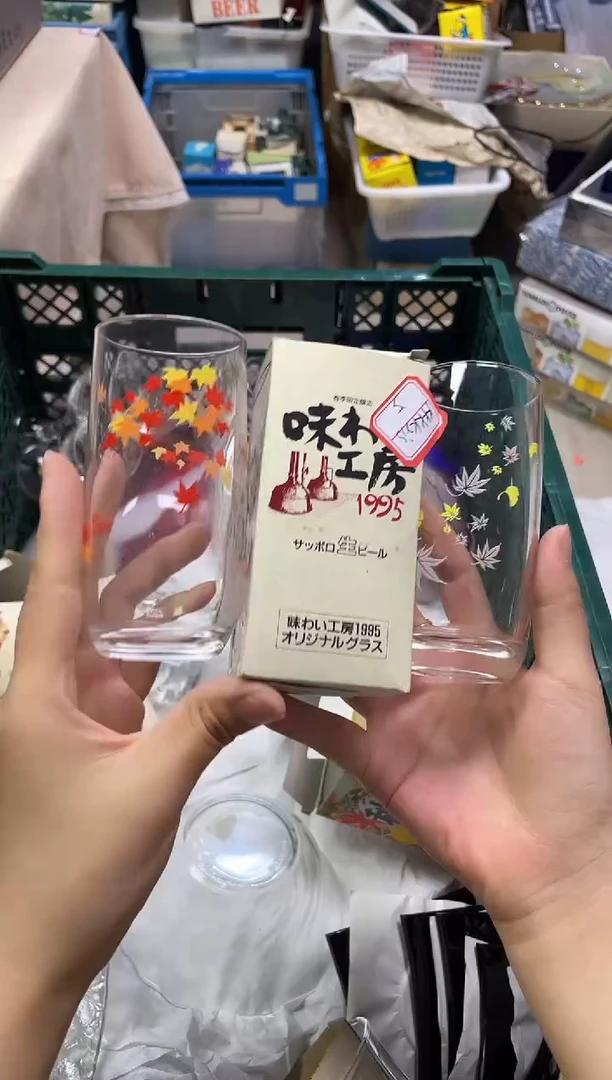 BEER
春季限定醸造
味わ
工房
1995
サッポロ生ビール
味わい工房1995
オリジナルグラス